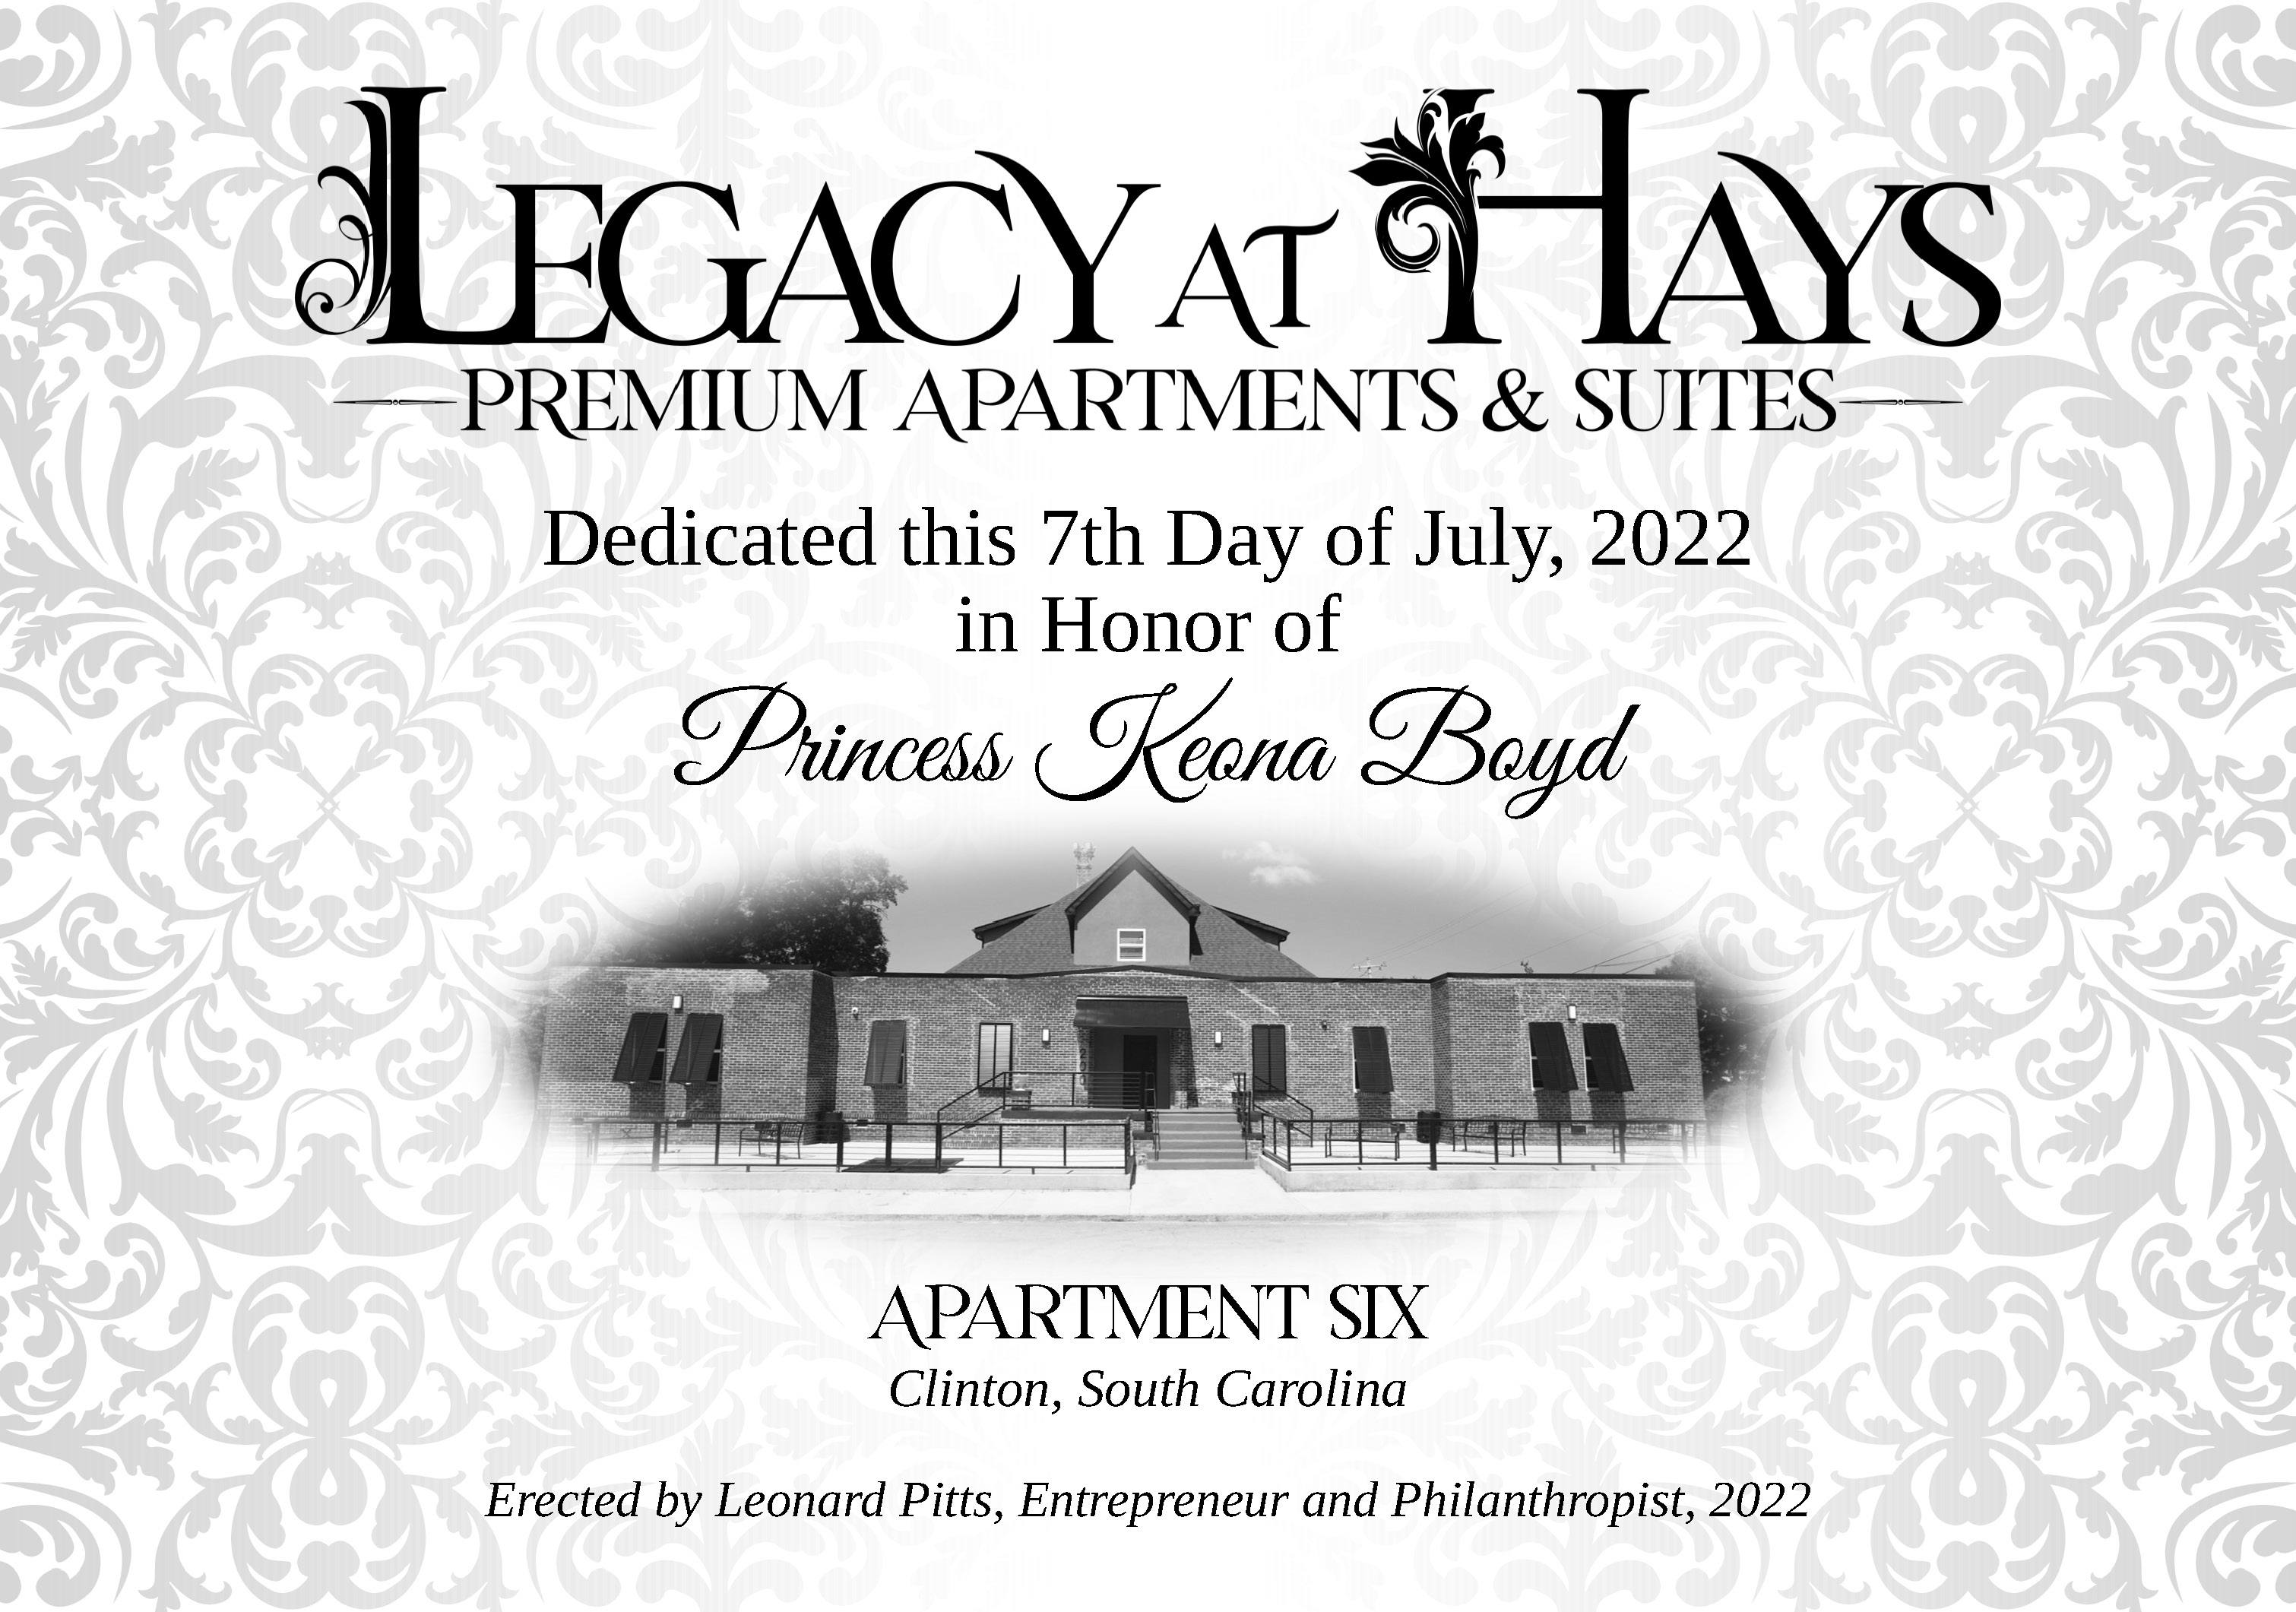 LEGACY AT HAYS
PREMIUM APARTMENTS & SUITES
Dedicated this 7th Day of July, 2022
in Honor of
Princess Keona Boyd
APARTMENT SIX
Clinton, South Carolina
Erected by Leonard Pitts, Entrepreneur and Philanthropist, 2022